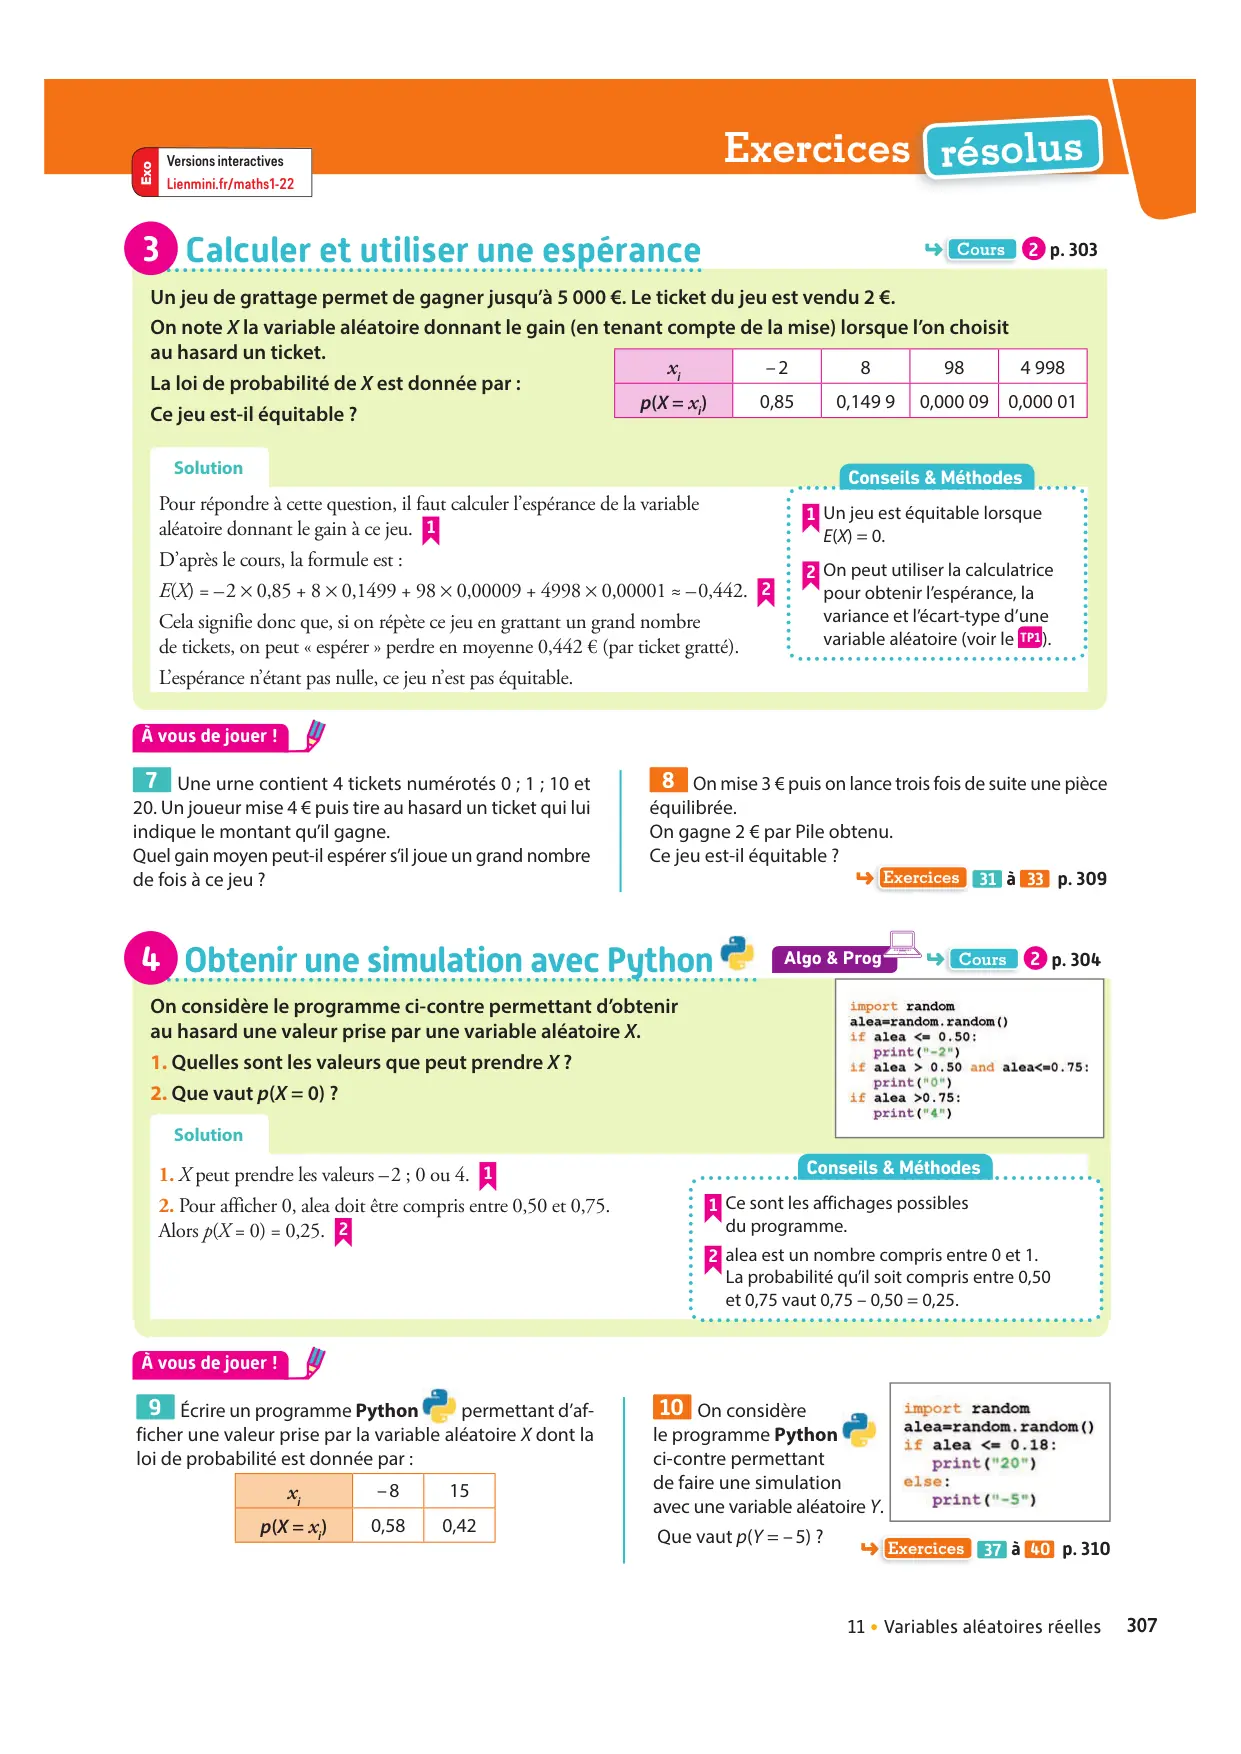 Exercices résolus
Exo
Versions interactives
Lienmini.fr/maths1-22
3 Calculer et utiliser une espérance
Cours 2 p. 303
Un jeu de grattage permet de gagner jusqu'à 5 000 €. Le ticket du jeu est vendu 2 €.
On note X la variable aléatoire donnant le gain (en tenant compte de la mise) lorsque l'on choisit
au hasard un ticket.
La loi de probabilité de X est donnée par :
Ce jeu est-il équitable ?
xi –2 8 98 4 998
p(X = xi) 0,85 0,149 9 0,000 09 0,000 01
Solution
Pour répondre à cette question, il faut calculer l'espérance de la variable
aléatoire donnant le gain à ce jeu. 1
D'après le cours, la formule est :
E(X) = –2 × 0,85 + 8 × 0,1499 + 98 × 0,00009 + 4998 × 0,00001 ≈ –0,442. 2
Cela signifie donc que, si on répète ce jeu en grattant un grand nombre
de tickets, on peut « espérer » perdre en moyenne 0,442 € (par ticket gratté).
L'espérance n'étant pas nulle, ce jeu n'est pas équitable.
Conseils & Méthodes
1 Un jeu est équitable lorsque
E(X) = 0.
2 On peut utiliser la calculatrice
pour obtenir l'espérance, la
variance et l'écart-type d'une
variable aléatoire (voir le TP1).
À vous de jouer !
7 Une urne contient 4 tickets numérotés 0 ; 1 ; 10 et
20. Un joueur mise 4 € puis tire au hasard un ticket qui lui
indique le montant qu'il gagne.
Quel gain moyen peut-il espérer s'il joue un grand nombre
de fois à ce jeu ?
8 On mise 3 € puis on lance trois fois de suite une pièce
équilibrée.
On gagne 2 € par Pile obtenu.
Ce jeu est-il équitable ?
Exercices 31 à 33 p. 309
4 Obtenir une simulation avec Python
Algo & Prog
Cours 2 p. 304
On considère le programme ci-contre permettant d'obtenir
au hasard une valeur prise par une variable aléatoire X.
1. Quelles sont les valeurs que peut prendre X ?
2. Que vaut p(X = 0) ?
import random
alea=random.random()
if alea <= 0.50:
print("-2")
if alea > 0.50 and alea<=0.75:
print("0")
if alea >0.75:
print("4")
Solution
1. X peut prendre les valeurs –2 ; 0 ou 4. 1
2. Pour afficher 0, alea doit être compris entre 0,50 et 0,75.
Alors p(X = 0) = 0,25. 2
Conseils & Méthodes
1 Ce sont les affichages possibles
du programme.
2 alea est un nombre compris entre 0 et 1.
La probabilité qu'il soit compris entre 0,50
et 0,75 vaut 0,75 – 0,50 = 0,25.
À vous de jouer !
9 Écrire un programme Python permettant d'af-
ficher une valeur prise par la variable aléatoire X dont la
loi de probabilité est donnée par :
xi –8 15
p(X = xi) 0,58 0,42
10 On considère
le programme Python
ci-contre permettant
de faire une simulation
avec une variable aléatoire Y.
Que vaut p(Y = –5) ?
import random
alea=random.random()
if alea <= 0.18:
print("20")
else:
print("-5")
Exercices 37 à 40 p. 310
11 • Variables aléatoires réelles 307